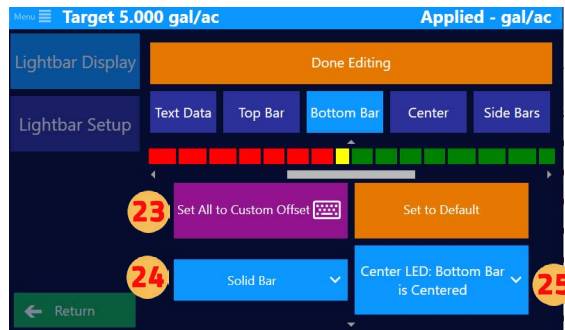 Menu Target 5.000 gal/ac Applied - gal/ac
Lightbar Display
Done Editing
Lightbar Setup
Text Data Top Bar Bottom Bar Center Side Bars
23 Set All to Custom Offset Set to Default
24 Solid Bar
Center LED: Bottom Bar
is Centered
25
Return